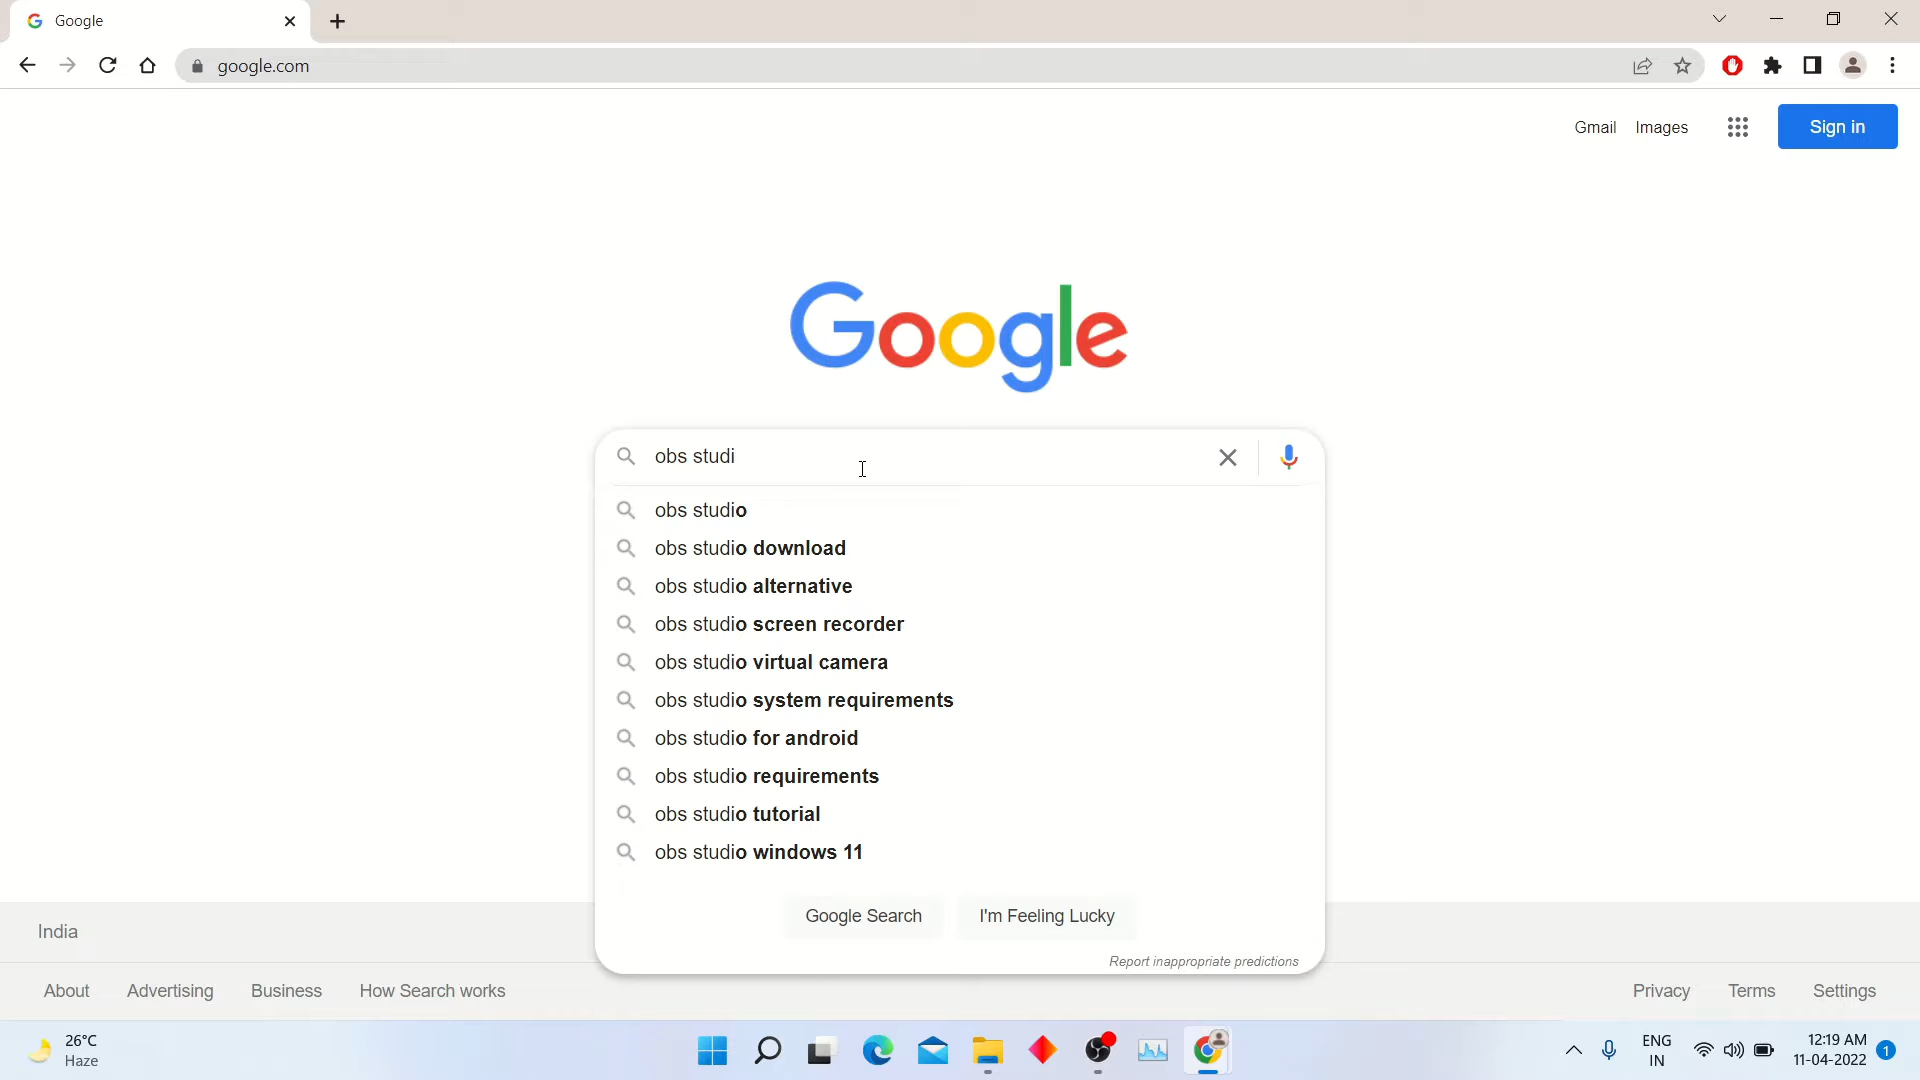 Google
google.com
Gmail Images Sign in
Google
obs studi
obs studio
obs studio download
obs studio alternative
obs studio screen recorder
obs studio virtual camera
obs studio system requirements
obs studio for android
obs studio requirements
obs studio tutorial
obs studio windows 11
Google Search I'm Feeling Lucky
Report inappropriate predictions
India
About Advertising Business How Search works Privacy Terms Settings
26°C
Haze
ENG
IN
12:19 AM
11-04-2022
1